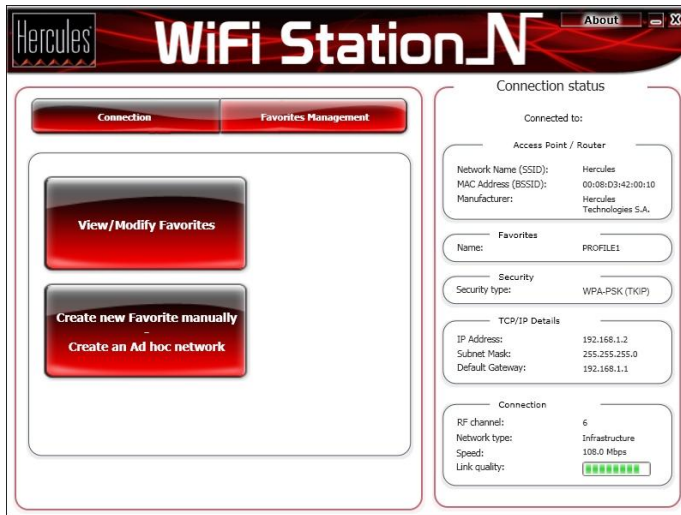 Hercules
WiFi Station_N
About
Connection
Favorites Management
View/Modify Favorites
Create new Favorite manually
-
Create an Ad hoc network
Connection status
Connected to:
Access Point / Router
Network Name (SSID): Hercules
MAC Address (BSSID): 00:08:D3:42:00:10
Manufacturer: Hercules
Technologies S.A.
Favorites
Name: PROFILE1
Security
Security type: WPA-PSK (TKIP)
TCP/IP Details
IP Address: 192.168.1.2
Subnet Mask: 255.255.255.0
Default Gateway: 192.168.1.1
Connection
RF channel: 6
Network type: Infrastructure
Speed: 108.0 Mbps
Link quality: